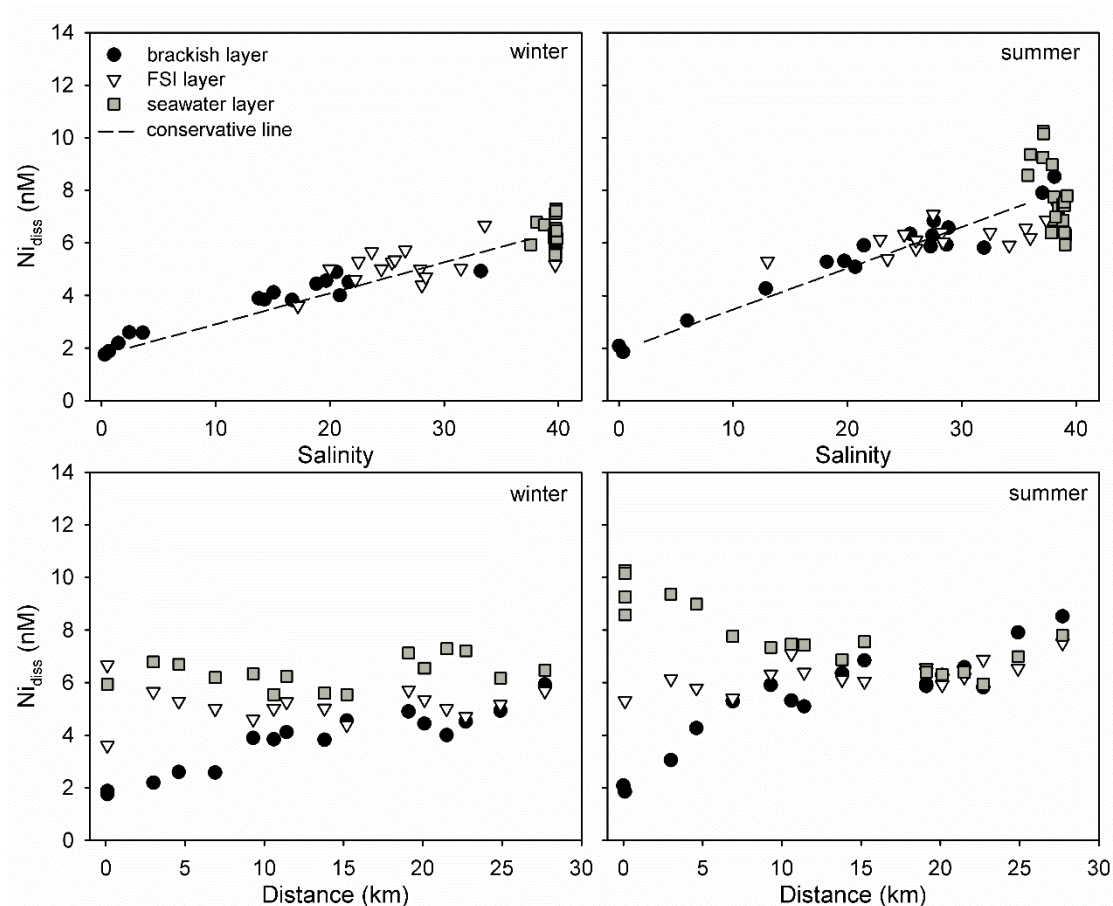 14
12
10
8
6
4
2
0
Ni_diss (nM)
brackish layer
FSI layer
seawater layer
conservative line
winter
0 10 20 30 40
Salinity
summer
0 10 20 30 40
Salinity
14
12
10
8
6
4
2
0
Ni_diss (nM)
winter
0 5 10 15 20 25 30
Distance (km)
summer
0 5 10 15 20 25 30
Distance (km)